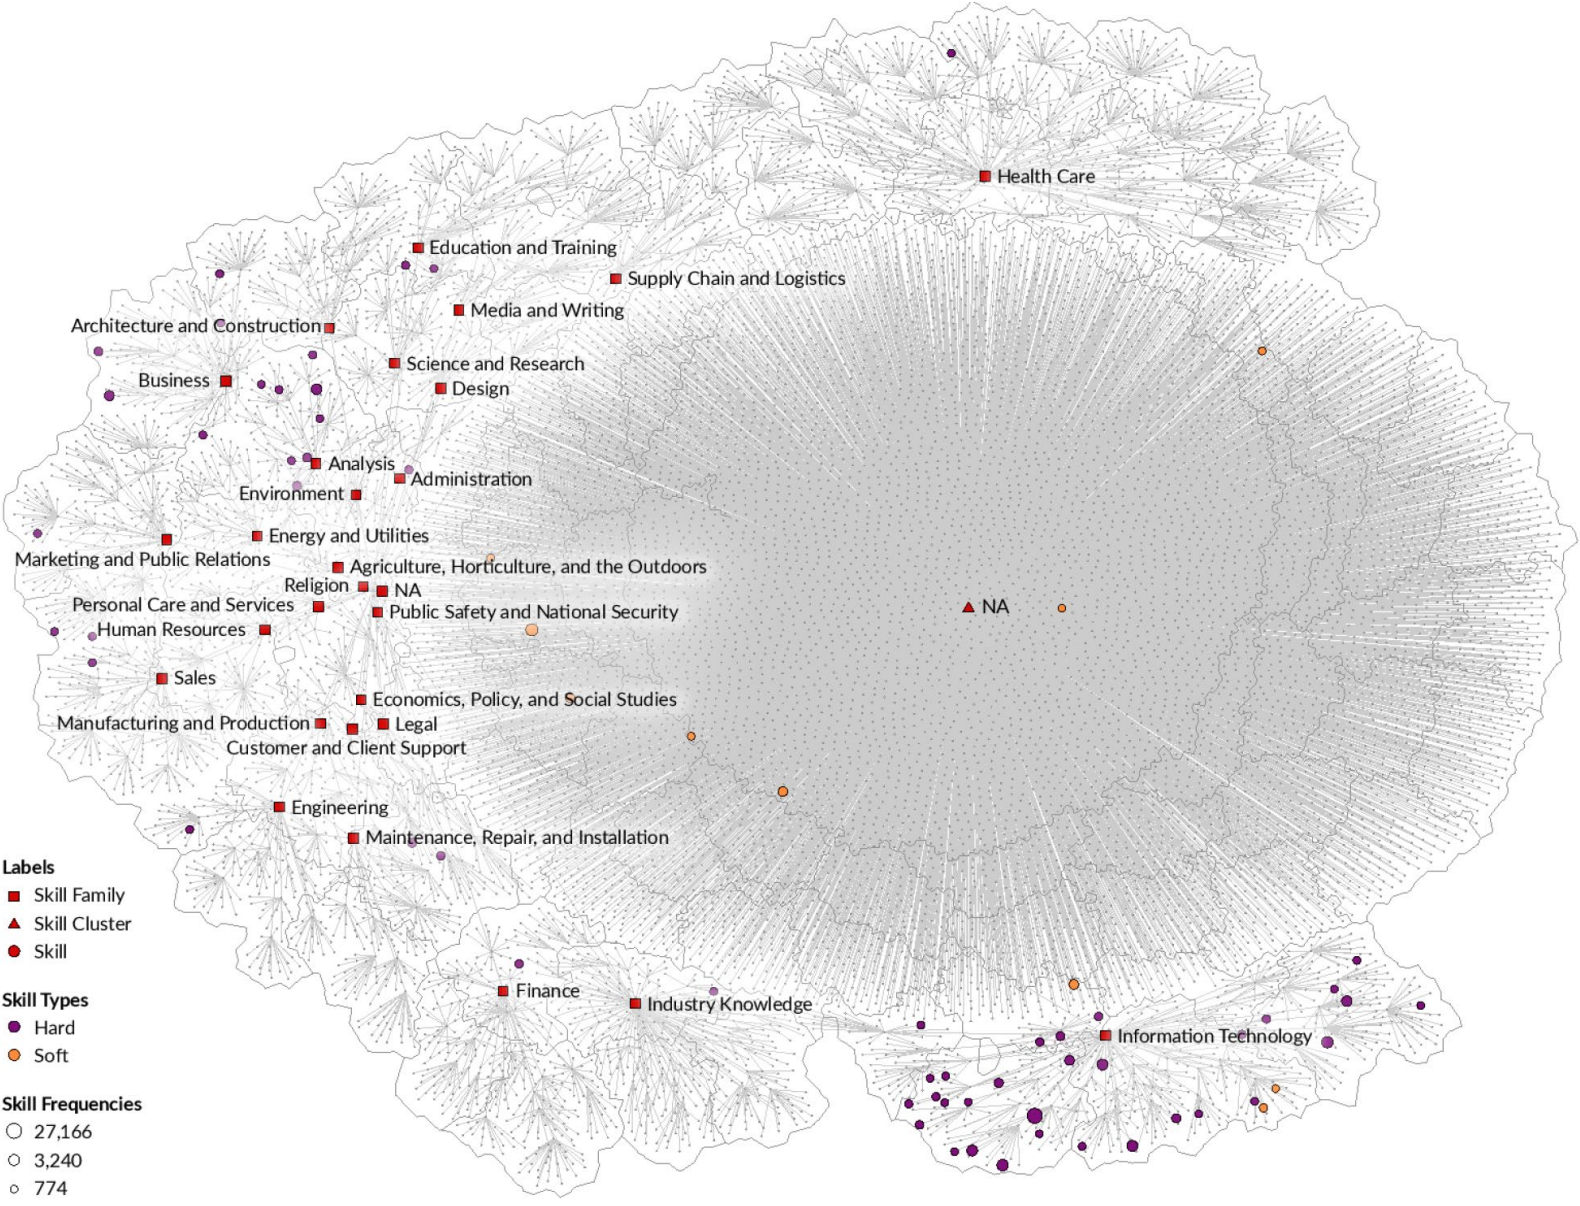 Health Care
Education and Training
Supply Chain and Logistics
Media and Writing
Architecture and Construction
Science and Research
Business
Design
Analysis
Administration
Environment
Energy and Utilities
Marketing and Public Relations
Agriculture, Horticulture, and the Outdoors
Religion
NA
Personal Care and Services
NA
Public Safety and National Security
Human Resources
Sales
Economics, Policy, and Social Studies
Manufacturing and Production
Legal
Customer and Client Support
Engineering
Maintenance, Repair, and Installation
Finance
Industry Knowledge
Information Technology
Labels
Skill Family
Skill Cluster
Skill
Skill Types
Hard
Soft
Skill Frequencies
27,166
3,240
774